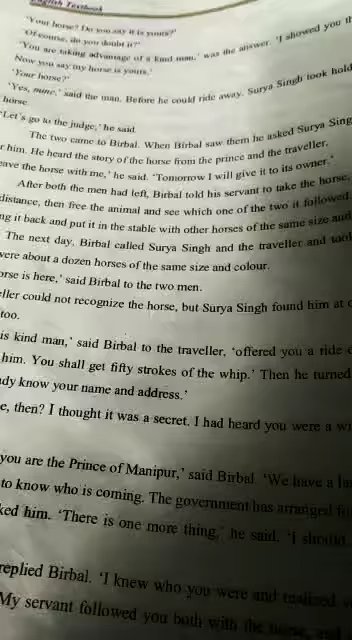 English Textbook
'Your horse? Do you say it is yours?'
'Of course, do you doubt it?'
'You are taking advantage of a kind man,' was the answer. 'I showed you th
Now you say my horse is yours.'
'Your horse?'
'Yes, mine,' said the man. Before he could ride away, Surya Singh took hold
horse.
'Let's go to the judge,' he said.
The two came to Birbal. When Birbal saw them he asked Surya Sing
r him. He heard the story of the horse from the prince and the traveller.
eave the horse with me,' he said. 'Tomorrow I will give it to its owner.'
After both the men had left, Birbal told his servant to take the horse,
distance, then free the animal and see which one of the two it followed.
ng it back and put it in the stable with other horses of the same size and
The next day, Birbal called Surya Singh and the traveller and took
were about a dozen horses of the same size and colour.
orse is here,' said Birbal to the two men.
eller could not recognize the horse, but Surya Singh found him at o
too.
is kind man,' said Birbal to the traveller, 'offered you a ride o
him. You shall get fifty strokes of the whip.' Then he turned
dy know your name and address.'
e, then? I thought it was a secret. I had heard you were a wi
you are the Prince of Manipur,' said Birbal. 'We have a la
to know who is coming. The government has arranged fo
ked him. 'There is one more thing,' he said, 'I should
replied Birbal. 'I knew who you were and realized
My servant followed you both with the horse, and